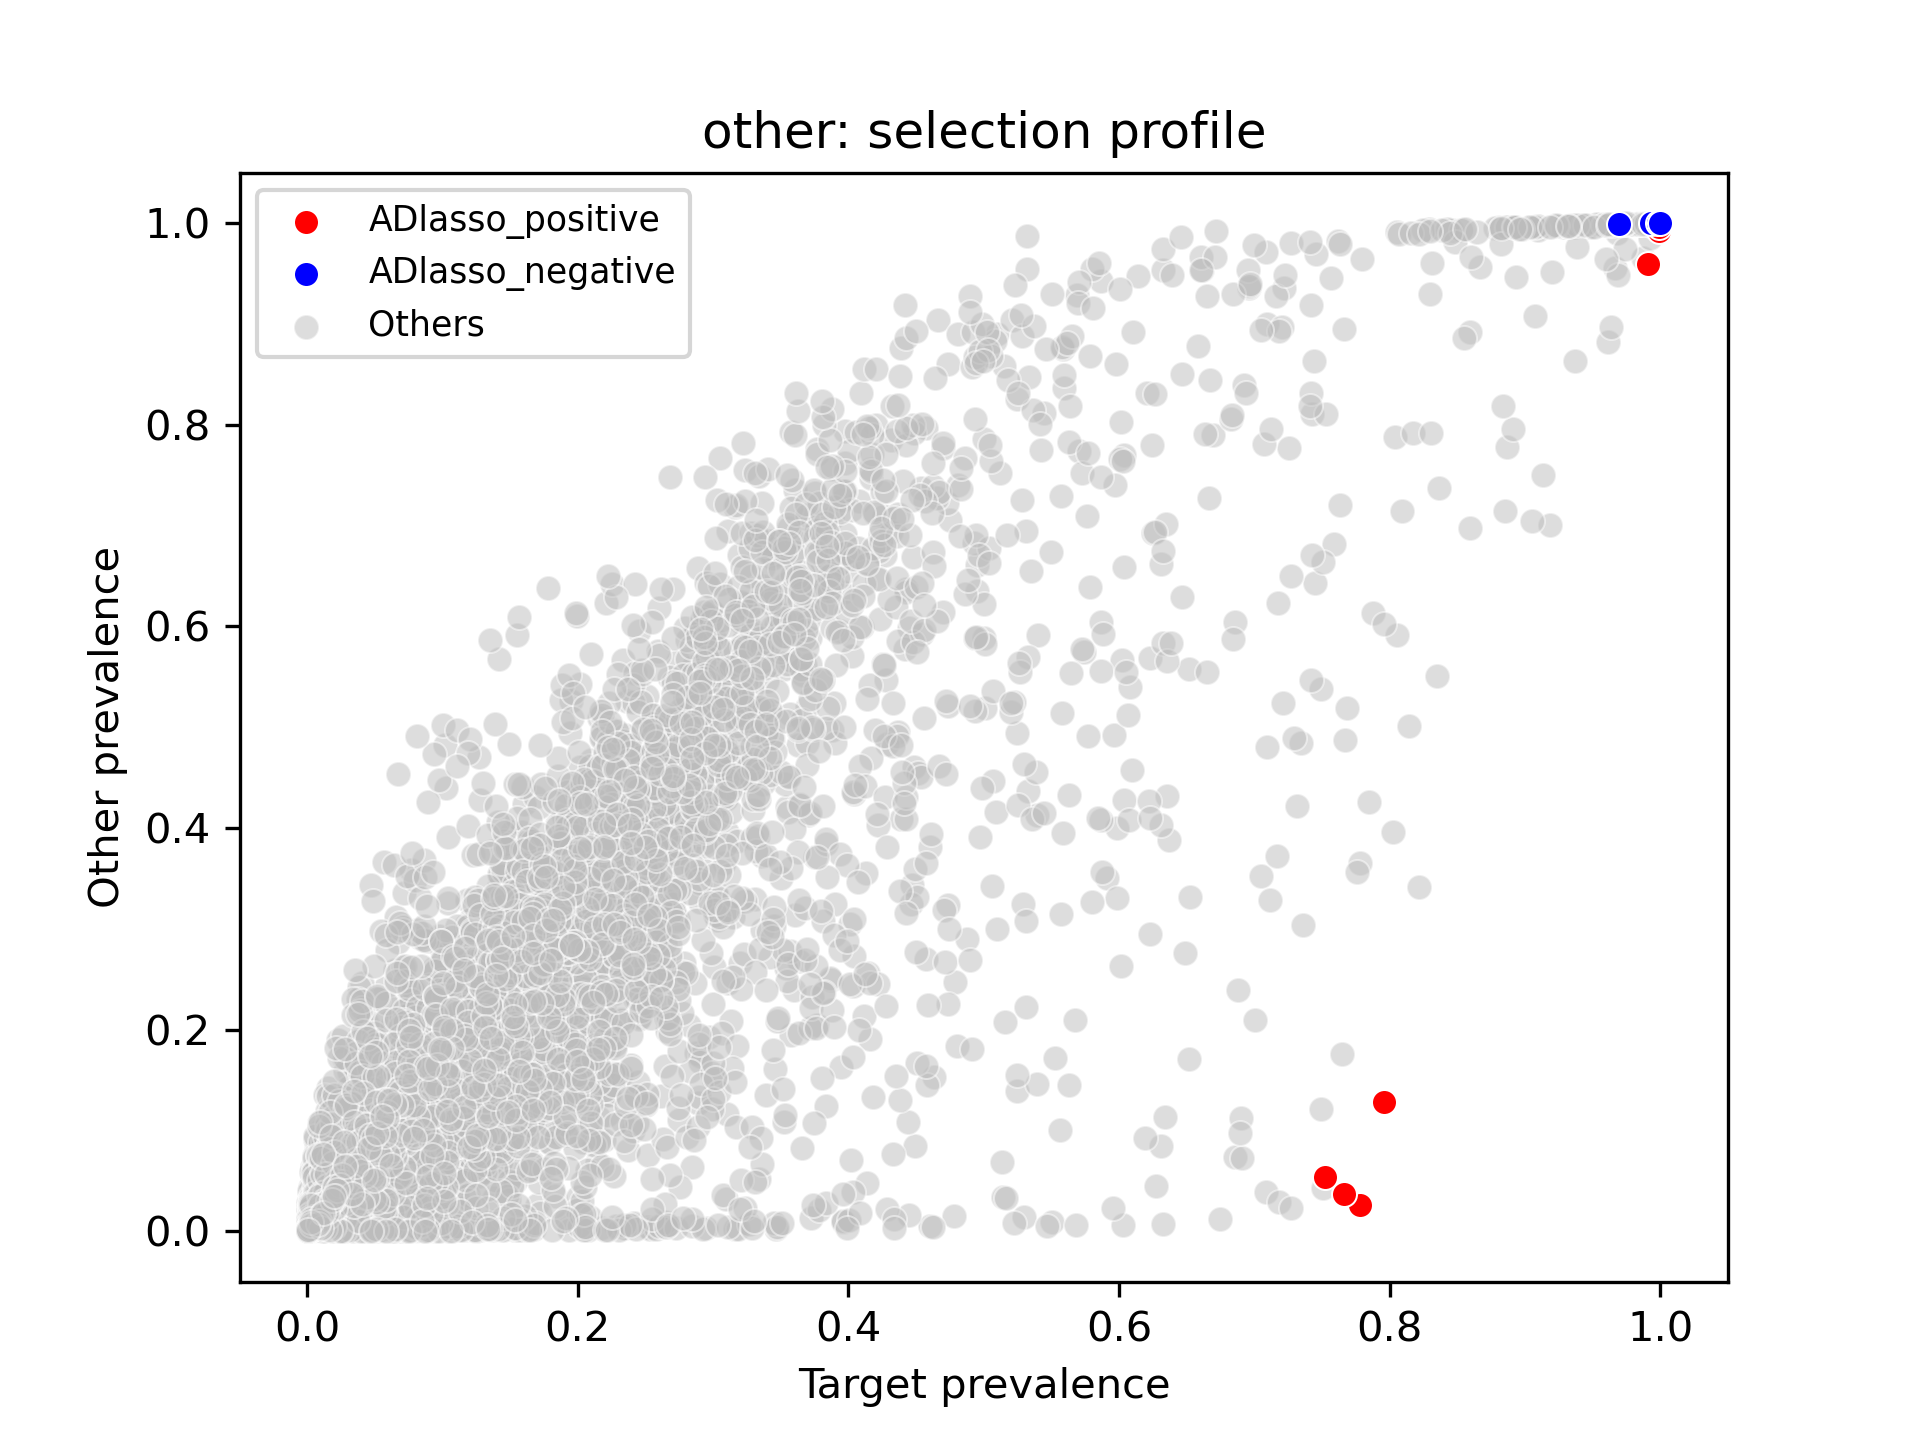 other: selection profile
ADlasso_positive
ADlasso_negative
Others
1.0
0.8
0.6
0.4
0.2
0.0
Other prevalence
0.0 0.2 0.4 0.6 0.8 1.0
Target prevalence